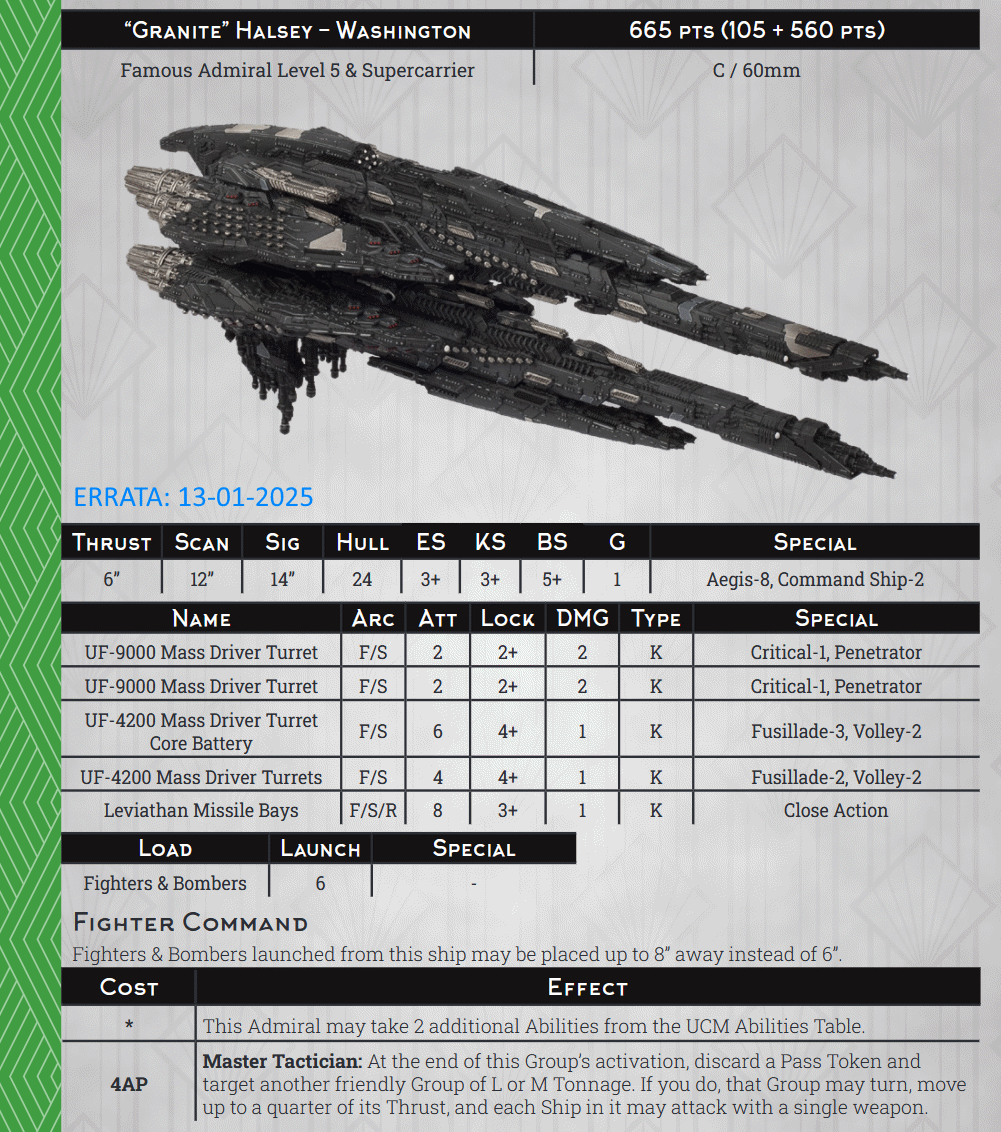 “Granite” Halsey – Washington
665 pts (105 + 560 pts)
Famous Admiral Level 5 & Supercarrier
C / 60mm
ERRATA: 13-01-2025
Thrust Scan Sig Hull ES KS BS G Special
6” 12” 14” 24 3+ 3+ 5+ 1 Aegis-8, Command Ship-2
Name Arc Att Lock DMG Type Special
UF-9000 Mass Driver Turret F/S 2 2+ 2 K Critical-1, Penetrator
UF-9000 Mass Driver Turret F/S 2 2+ 2 K Critical-1, Penetrator
UF-4200 Mass Driver Turret
Core Battery F/S 6 4+ 1 K Fusillade-3, Volley-2
UF-4200 Mass Driver Turrets F/S 4 4+ 1 K Fusillade-2, Volley-2
Leviathan Missile Bays F/S/R 8 3+ 1 K Close Action
Load Launch Special
Fighters & Bombers 6 -
Fighter Command
Fighters & Bombers launched from this ship may be placed up to 8” away instead of 6”.
Cost Effect
* This Admiral may take 2 additional Abilities from the UCM Abilities Table.
4AP
Master Tactician: At the end of this Group’s activation, discard a Pass Token and
target another friendly Group of L or M Tonnage. If you do, that Group may turn, move
up to a quarter of its Thrust, and each Ship in it may attack with a single weapon.